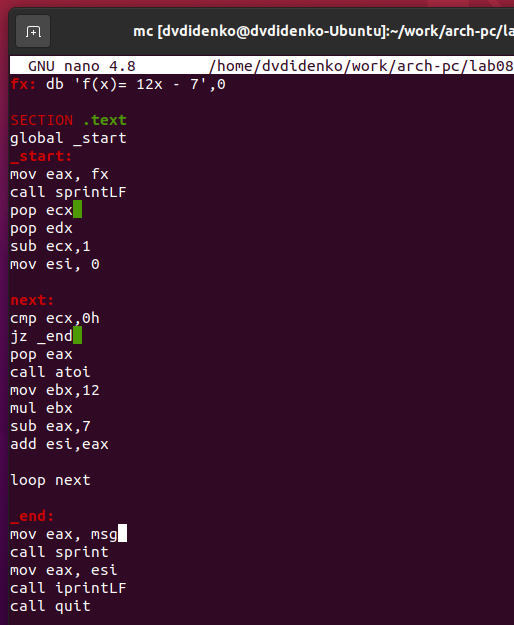 mc [dvdidenko@dvdidenko-Ubuntu]:~/work/arch-pc/la
GNU nano 4.8 /home/dvdidenko/work/arch-pc/lab08
fx: db 'f(x)= 12x - 7',0
SECTION .text
global _start
_start:
mov eax, fx
call sprintLF
pop ecx
pop edx
sub ecx,1
mov esi, 0
next:
cmp ecx,0h
jz _end
pop eax
call atoi
mov ebx,12
mul ebx
sub eax,7
add esi,eax
loop next
_end:
mov eax, msg
call sprint
mov eax, esi
call iprintLF
call quit